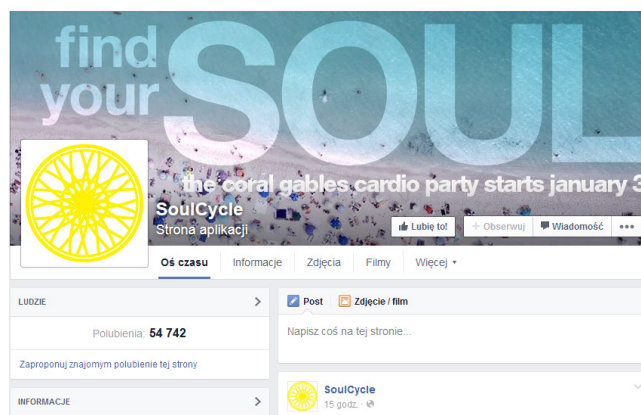 find
your
SOUL
the coral gables cardio party starts january 3
SoulCycle
Strona aplikacji
Lubię to!
+ Obserwuj
Wiadomość
Oś czasu Informacje Zdjęcia Filmy Więcej
LUDZIE
Polubienia: 54 742
Zaproponuj znajomym polubienie tej strony
INFORMACJE
Post Zdjęcie / film
Napisz coś na tej stronie...
SoulCycle
15 godz. ·